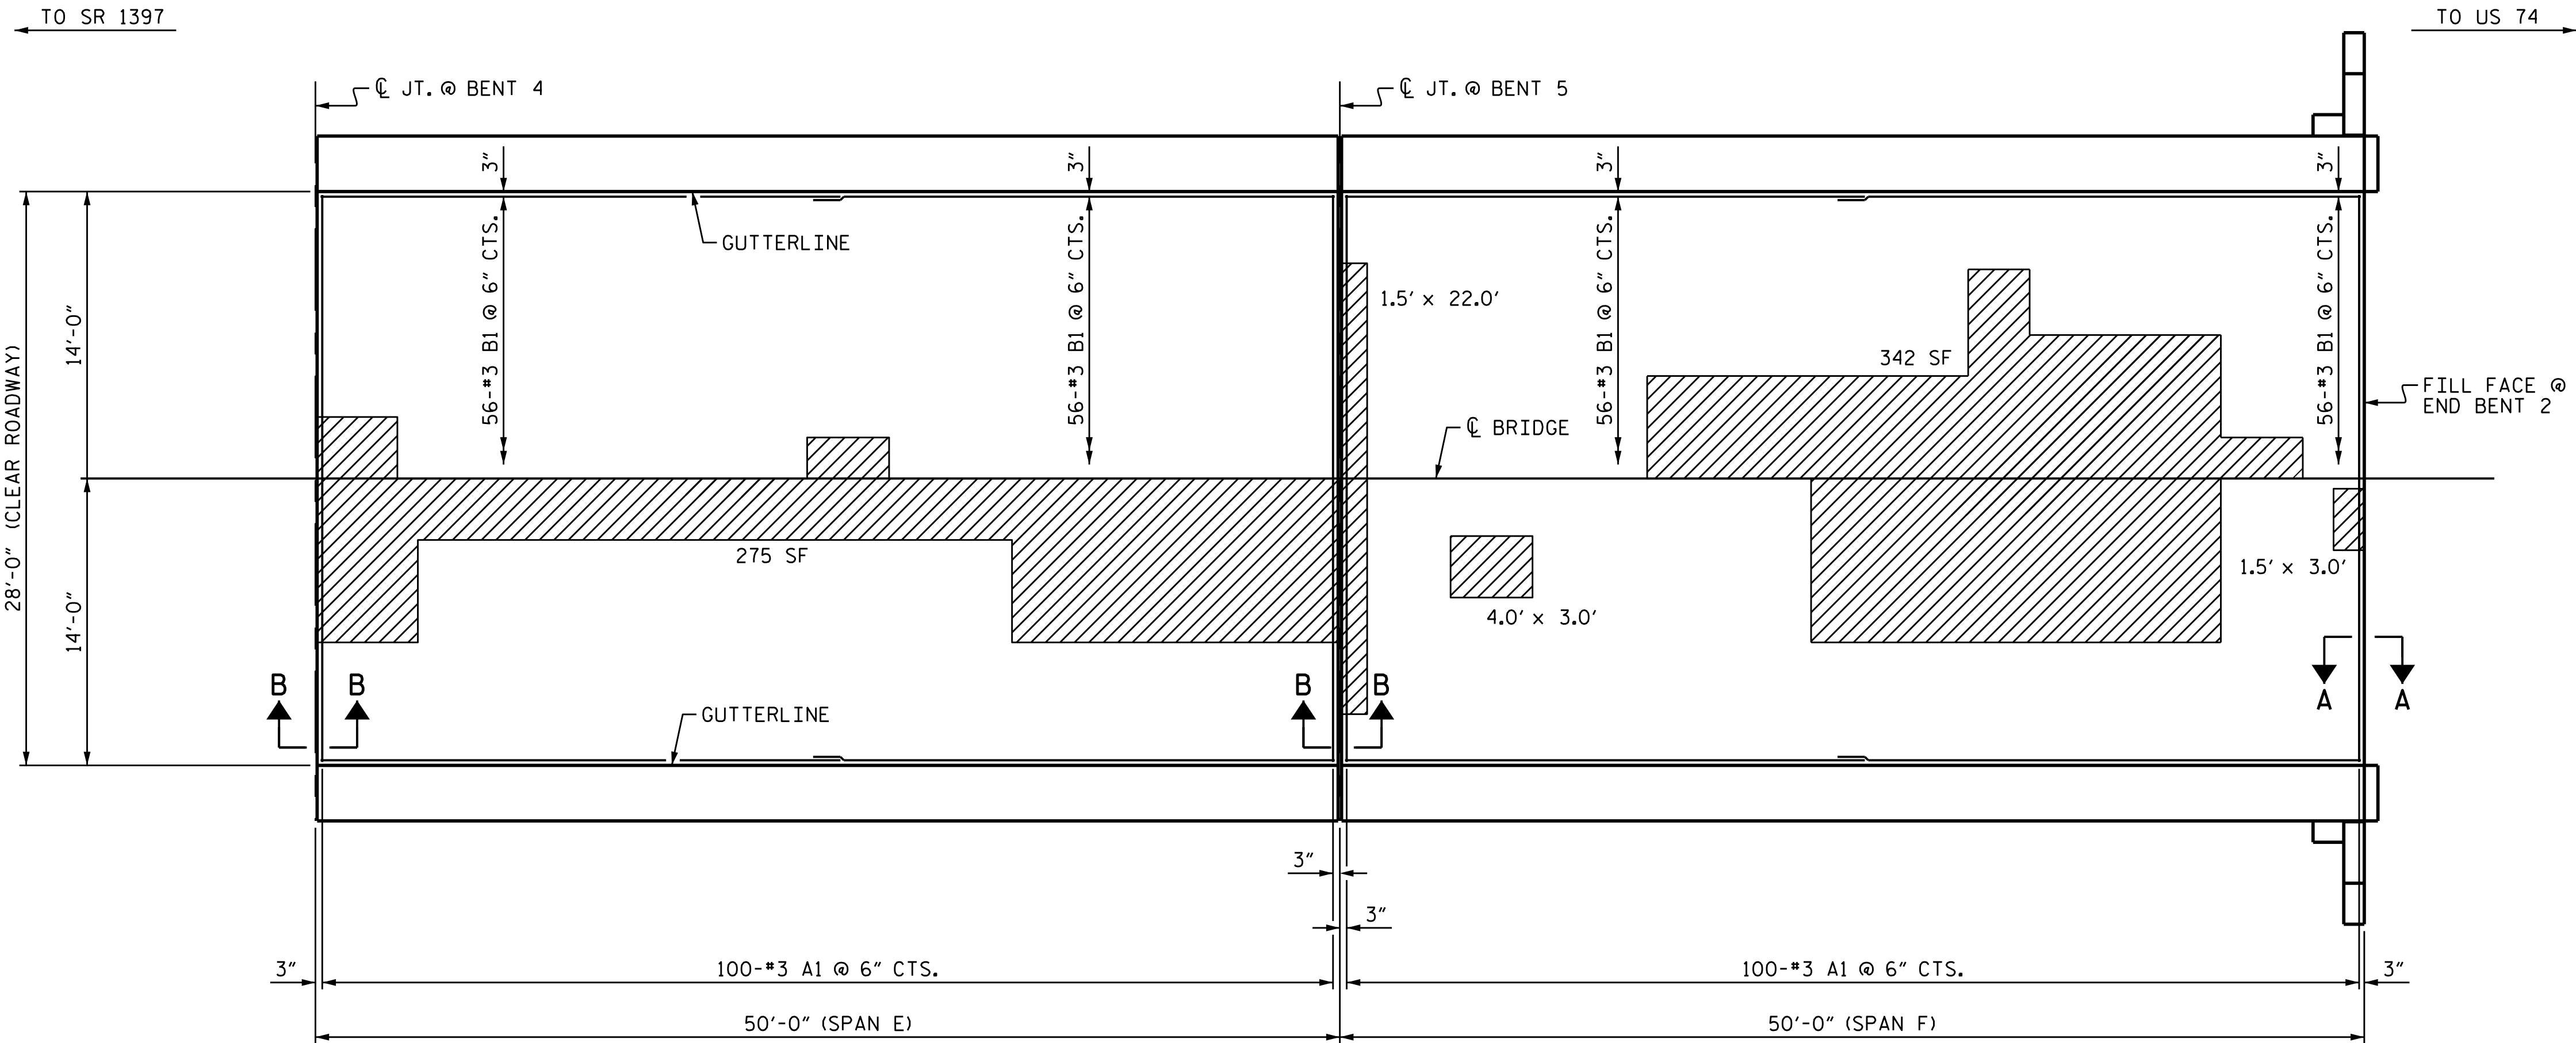 TO SR 1397
TO US 74
℄ JT. @ BENT 4
℄ JT. @ BENT 5
3"
3"
3"
3"
56-#3 B1 @ 6" CTS.
56-#3 B1 @ 6" CTS.
56-#3 B1 @ 6" CTS.
56-#3 B1 @ 6" CTS.
GUTTERLINE
1.5' x 22.0'
342 SF
14'-0"
28'-0" (CLEAR ROADWAY)
FILL FACE @
END BENT 2
℄ BRIDGE
275 SF
4.0' x 3.0'
1.5' x 3.0'
14'-0"
B
B
B
B
A
A
GUTTERLINE
3"
3"
3"
100-#3 A1 @ 6" CTS.
100-#3 A1 @ 6" CTS.
3"
50'-0" (SPAN E)
50'-0" (SPAN F)